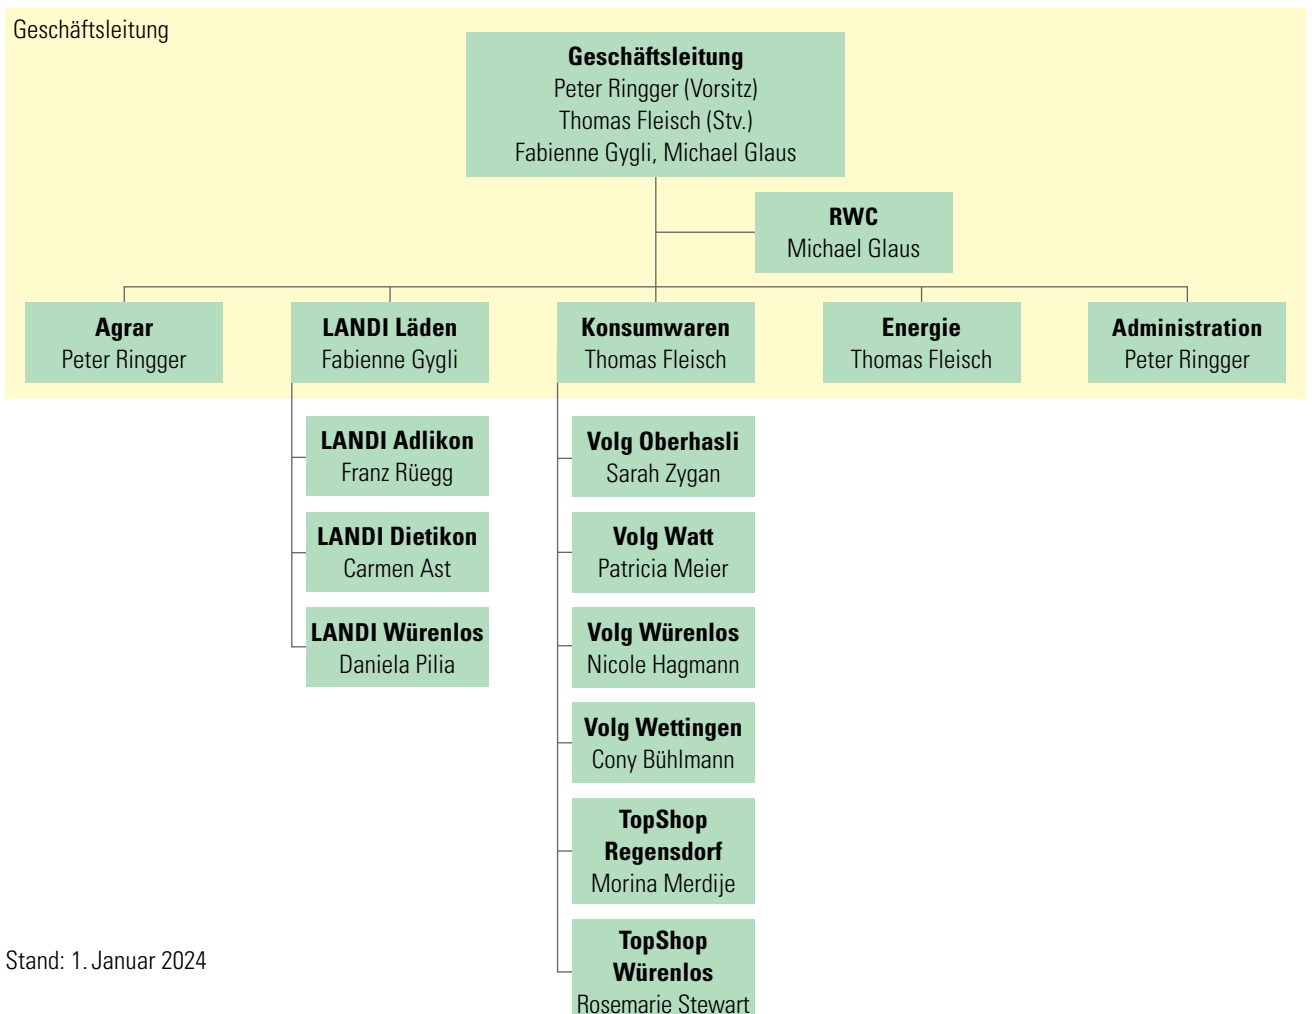 Geschäftsleitung
Geschäftsleitung
Peter Ringger (Vorsitz)
Thomas Fleisch (Stv.)
Fabienne Gygli, Michael Glaus
RWC
Michael Glaus
Agrar
Peter Ringger
LANDI Läden
Fabienne Gygli
Konsumwaren
Thomas Fleisch
Energie
Thomas Fleisch
Administration
Peter Ringger
LANDI Adlikon
Franz Rüegg
LANDI Dietikon
Carmen Ast
LANDI Würenlos
Daniela Pilia
Volg Oberhasli
Sarah Zygan
Volg Watt
Patricia Meier
Volg Würenlos
Nicole Hagmann
Volg Wettingen
Cony Bühlmann
TopShop
Regensdorf
Morina Merdije
TopShop
Würenlos
Rosemarie Stewart
Stand: 1. Januar 2024